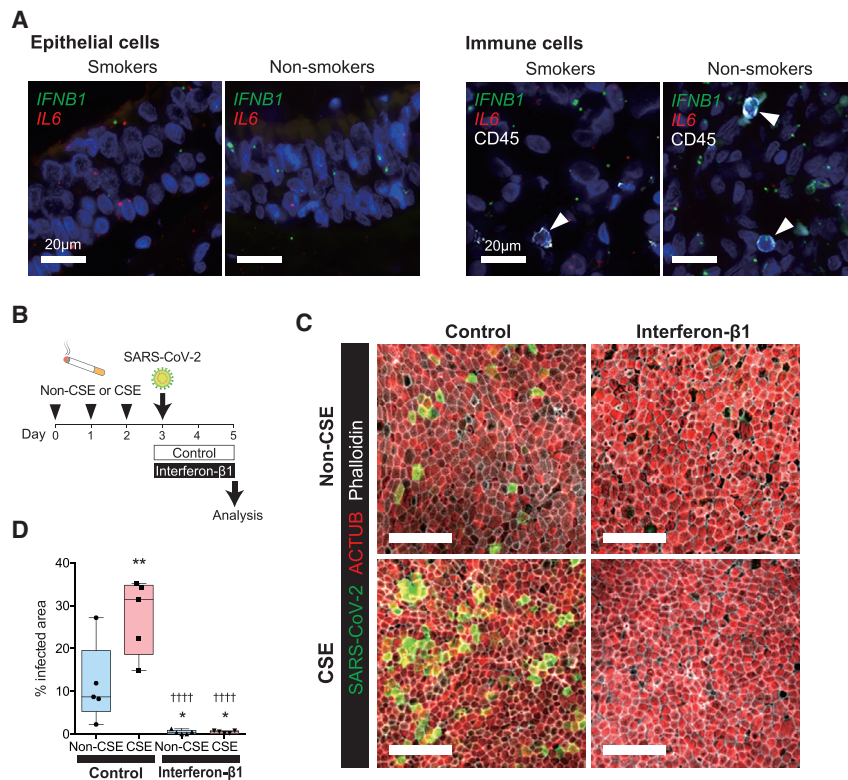 A
Epithelial cells
Smokers
Non-smokers
IFNB1
IL6
20μm
IFNB1
IL6
Immune cells
Smokers
Non-smokers
IFNB1
IL6
CD45
20μm
IFNB1
IL6
CD45
B
SARS-CoV-2
Non-CSE or CSE
Day 0 1 2 3 4 5
Control
Interferon-β1
Analysis
C
Control
Interferon-β1
Non-CSE
CSE
SARS-CoV-2 ACTUB Phalloidin
D
% infected area
40
30
20
10
0
**
†††† ††††
* *
Non-CSE CSE Non-CSE CSE
Control Interferon-β1